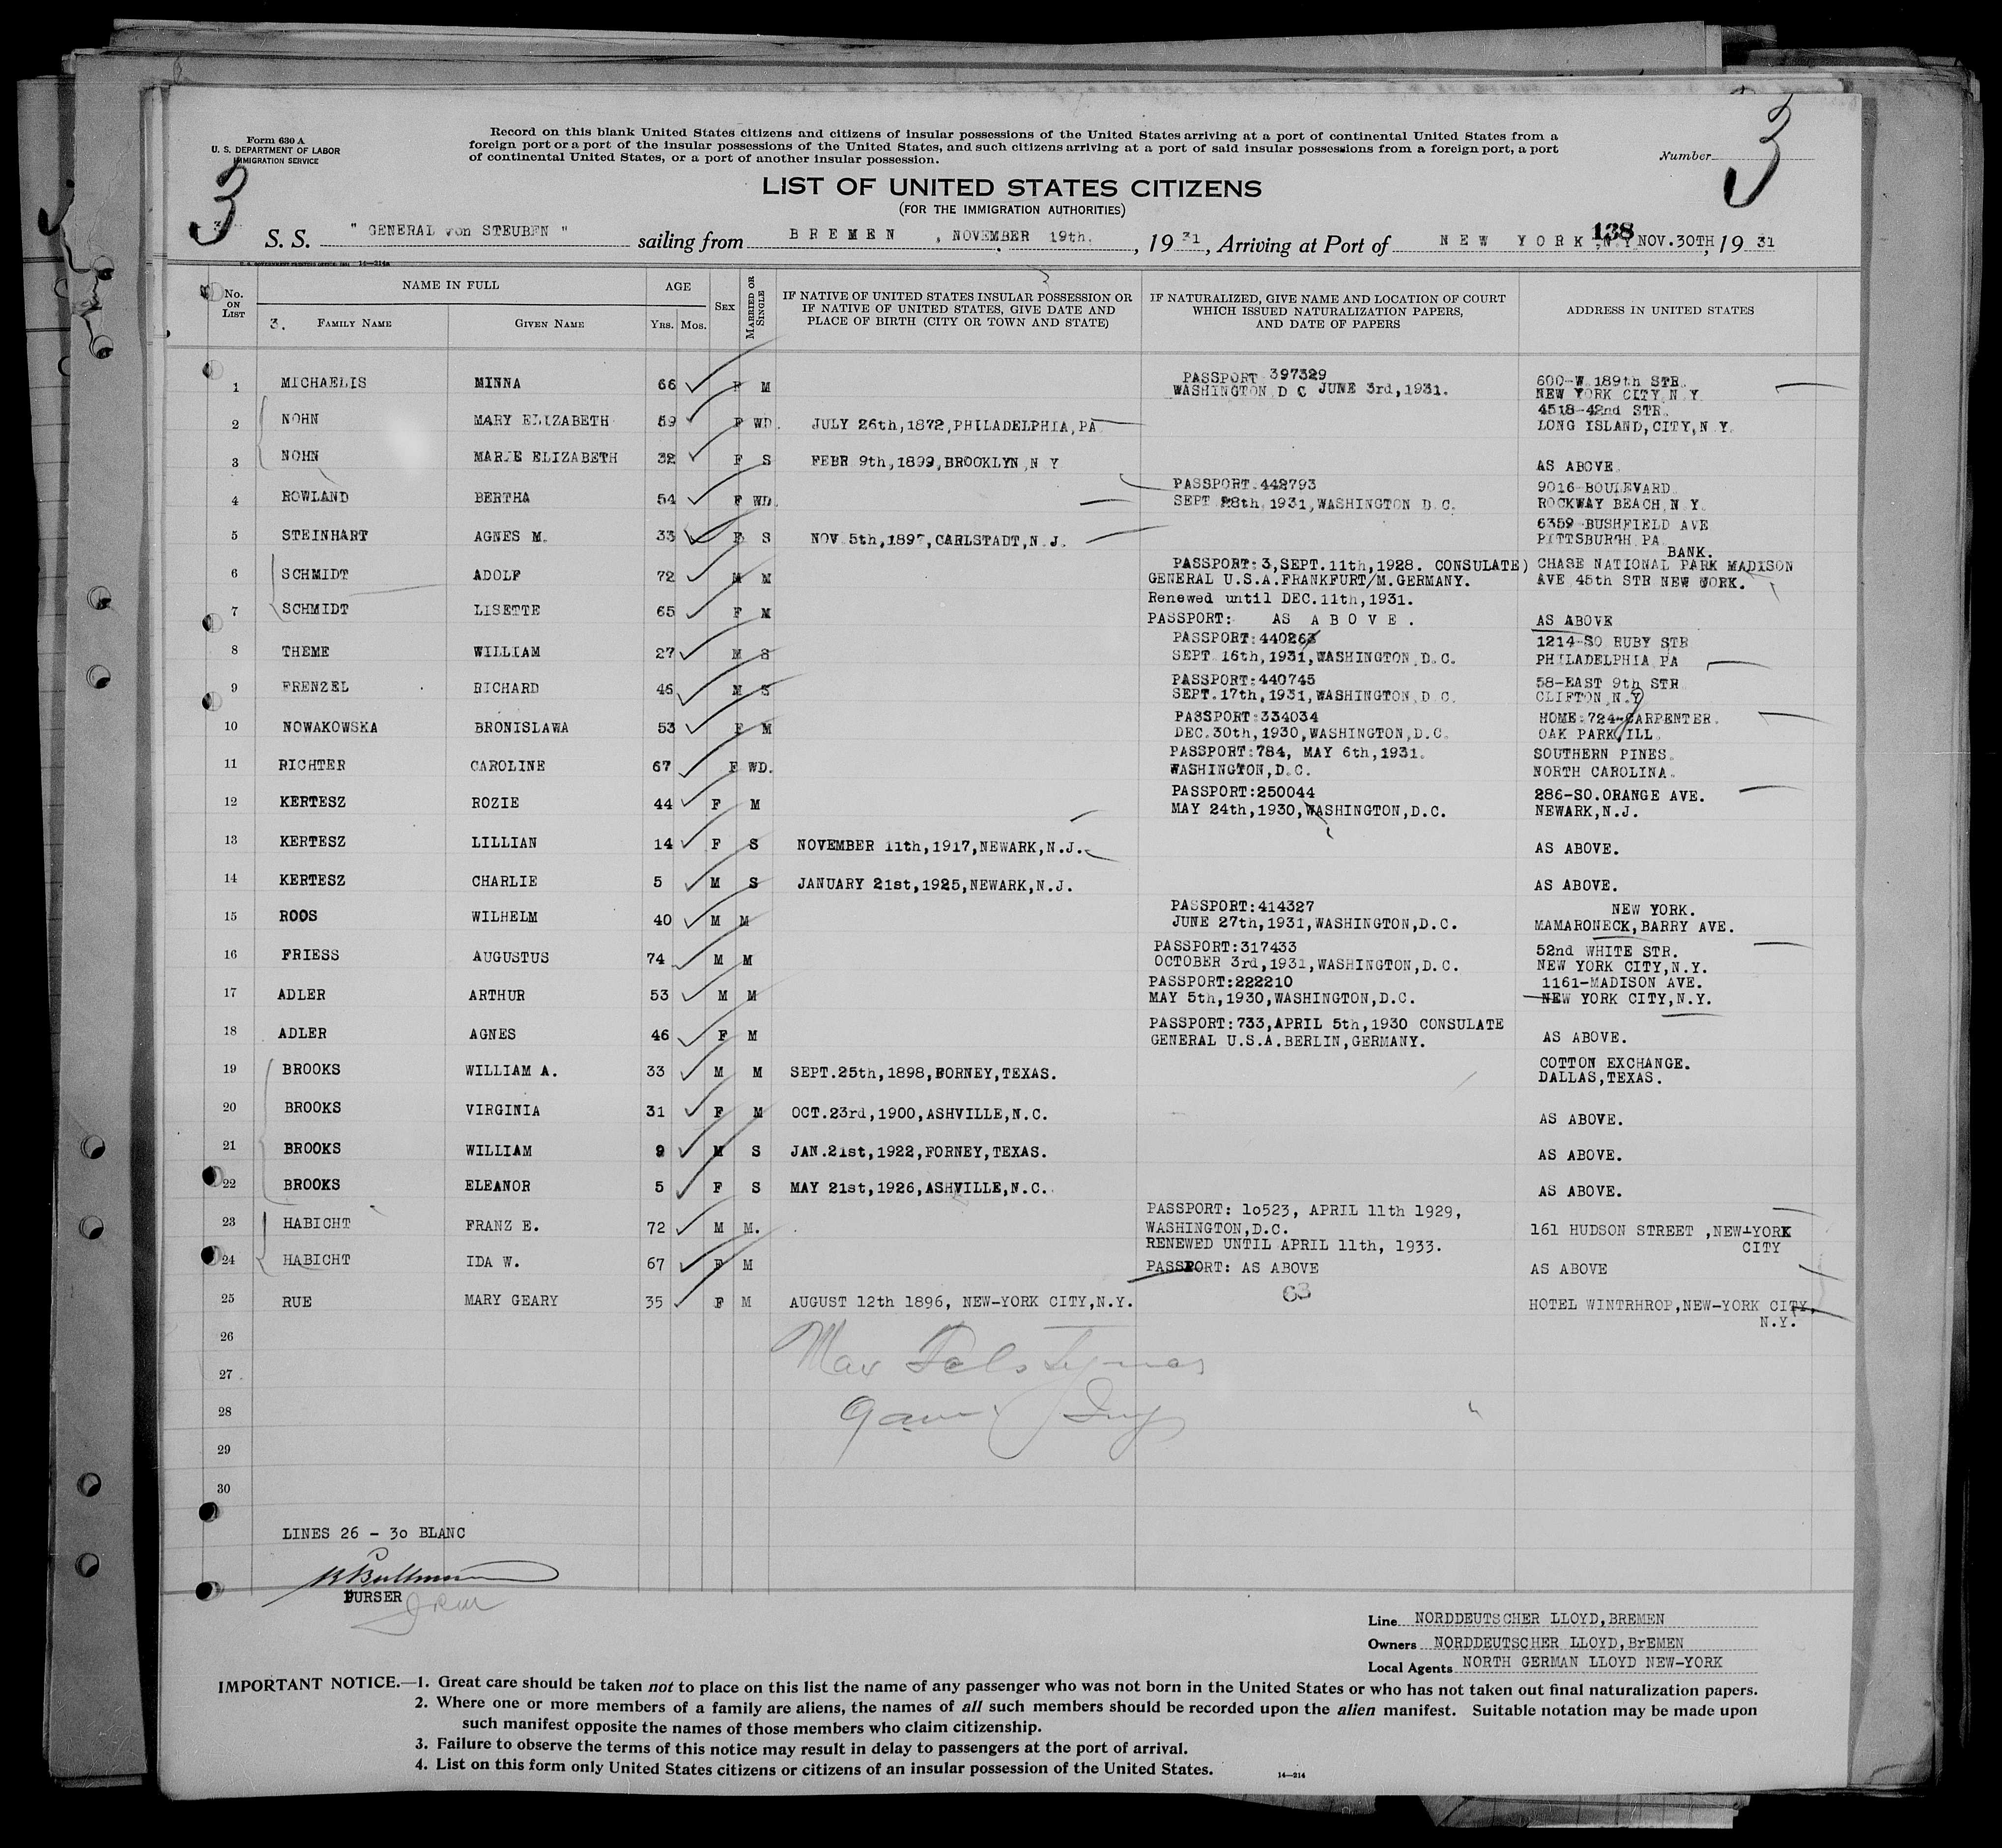 Form 630 A
U. S. DEPARTMENT OF LABOR
IMMIGRATION SERVICE
Record on this blank United States citizens and citizens of insular possessions of the United States arriving at a port of continental United States from a
foreign port or a port of the insular possessions of the United States, and such citizens arriving at a port of said insular possessions from a foreign port, a port
of continental United States, or a port of another insular possession.
Number 3
3
LIST OF UNITED STATES CITIZENS
(FOR THE IMMIGRATION AUTHORITIES)
S. S. " GENERAL von STEUBEN " sailing from BREMEN , NOVEMBER 19th. , 19 31, Arriving at Port of NEW YORK N Y NOV.30TH , 19 31
138
U. S. GOVERNMENT PRINTING OFFICE: 1931 14—214a
No. ON LIST
NAME IN FULL
3. FAMILY NAME
GIVEN NAME
AGE
YRS. MOS.
SEX
MARRIED OR SINGLE
IF NATIVE OF UNITED STATES INSULAR POSSESSION OR
IF NATIVE OF UNITED STATES, GIVE DATE AND
PLACE OF BIRTH (CITY OR TOWN AND STATE)
IF NATURALIZED, GIVE NAME AND LOCATION OF COURT
WHICH ISSUED NATURALIZATION PAPERS,
AND DATE OF PAPERS
ADDRESS IN UNITED STATES
1 MICHAELIS MINNA 66 F M PASSPORT 397329 600-W 189th STR.
WASHINGTON D C JUNE 3rd,1931. NEW YORK CITY N Y
2 NOHN MARY ELIZABETH 59 F WD. JULY 26th,1872,PHILADELPHIA,PA 4518-42nd STR.
LONG ISLAND,CITY,N Y.
3 NOHN MARIE ELIZABETH 32 F S FEBR 9th,1899,BROOKLYN,N Y AS ABOVE.
4 ROWLAND BERTHA 54 F WD. PASSPORT.442793 9016-BOULEVARD
SEPT 28th,1931,WASHINGTON D.C. ROCKWAY BEACH,N.Y.
5 STEINHART AGNES M. 33 F S NOV 5th,1897,CARLSTADT,N.J. 6359-BUSHFIELD AVE
PITTSBURGH PA
6 SCHMIDT ADOLF 72 M M PASSPORT:3,SEPT.11th,1928. CONSULATE) CHASE NATIONAL BANK. PARK MADISON
GENERAL U.S.A.FRANKFURT/M.GERMANY. AVE 45th STR NEW YORK.
Renewed until DEC.11th,1931.
7 SCHMIDT LISETTE 65 F M PASSPORT: AS ABOVE. AS ABOVE
8 THEME WILLIAM 27 M S PASSPORT:440263 1214-SO RUBY STR
SEPT 16th,1931,WASHINGTON,D.C. PHILADELPHIA PA
9 FRENZEL RICHARD 46 M S PASSPORT:440745 58-EAST 9th STR
SEPT.17th,1931,WASHINGTON,D C. CLIFTON N.Y
10 NOWAKOWSKA BRONISLAWA 53 F M PASSPORT:334034 HOME:724-CARPENTER.
DEC.30th,1930,WASHINGTON,D.C. OAK PARK,ILL.
11 RICHTER CAROLINE 67 F WD. PASSPORT:784, MAY 6th,1931. SOUTHERN PINES.
WASHINGTON,D.C. NORTH CAROLINA.
12 KERTESZ ROZIE 44 F M PASSPORT:250044 286-SO.ORANGE AVE.
MAY 24th,1930,WASHINGTON,D.C. NEWARK,N.J.
13 KERTESZ LILLIAN 14 F S NOVEMBER 11th,1917,NEWARK,N.J. AS ABOVE.
14 KERTESZ CHARLIE 5 M S JANUARY 21st,1925,NEWARK,N.J. AS ABOVE.
15 ROOS WILHELM 40 M M PASSPORT:414327 NEW YORK.
JUNE 27th,1931,WASHINGTON,D.C. MAMARONECK,BARRY AVE.
16 FRIESS AUGUSTUS 74 M M PASSPORT:317433 52nd WHITE STR.
OCTOBER 3rd,1931,WASHINGTON,D.C. NEW YORK CITY,N.Y.
17 ADLER ARTHUR 53 M M PASSPORT:222210 1161-MADISON AVE.
MAY 5th,1930,WASHINGTON,D.C. NEW YORK CITY,N.Y.
18 ADLER AGNES 46 F M PASSPORT:733,APRIL 5th,1930 CONSULATE AS ABOVE.
GENERAL U.S.A.BERLIN,GERMANY.
19 BROOKS WILLIAM A. 33 M M SEPT.25th,1898,FORNEY,TEXAS. COTTON EXCHANGE.
DALLAS,TEXAS.
20 BROOKS VIRGINIA 31 F M OCT.23rd,1900,ASHVILLE,N.C. AS ABOVE.
21 BROOKS WILLIAM 9 M S JAN.21st,1922,FORNEY,TEXAS. AS ABOVE.
22 BROOKS ELEANOR 5 F S MAY 21st,1926,ASHVILLE,N.C. AS ABOVE.
23 HABICHT FRANZ E. 72 M M. PASSPORT: 1o523, APRIL 11th 1929, 161 HUDSON STREET ,NEW-YORK
WASHINGTON,D.C. CITY
RENEWED UNTIL APRIL 11th, 1933.
24 HABICHT IDA W. 67 F M PASSPORT: AS ABOVE AS ABOVE
25 RUE MARY GEARY 35 F M AUGUST 12th 1896, NEW-YORK CITY,N.Y. 63 HOTEL WINTRHROP,NEW-YORK CITY,
N.Y.
26
27
28
29
30
LINES 26 - 3o BLANC
PURSER
Line NORDDEUTSCHER LLOYD,BREMEN
Owners NORDDEUTSCHER LLOYD,BrEMEN
Local Agents NORTH GERMAN LLOYD NEW-YORK
IMPORTANT NOTICE.—1. Great care should be taken not to place on this list the name of any passenger who was not born in the United States or who has not taken out final naturalization papers.
2. Where one or more members of a family are aliens, the names of all such members should be recorded upon the alien manifest. Suitable notation may be made upon
such manifest opposite the names of those members who claim citizenship.
3. Failure to observe the terms of this notice may result in delay to passengers at the port of arrival.
4. List on this form only United States citizens or citizens of an insular possession of the United States.
14—214